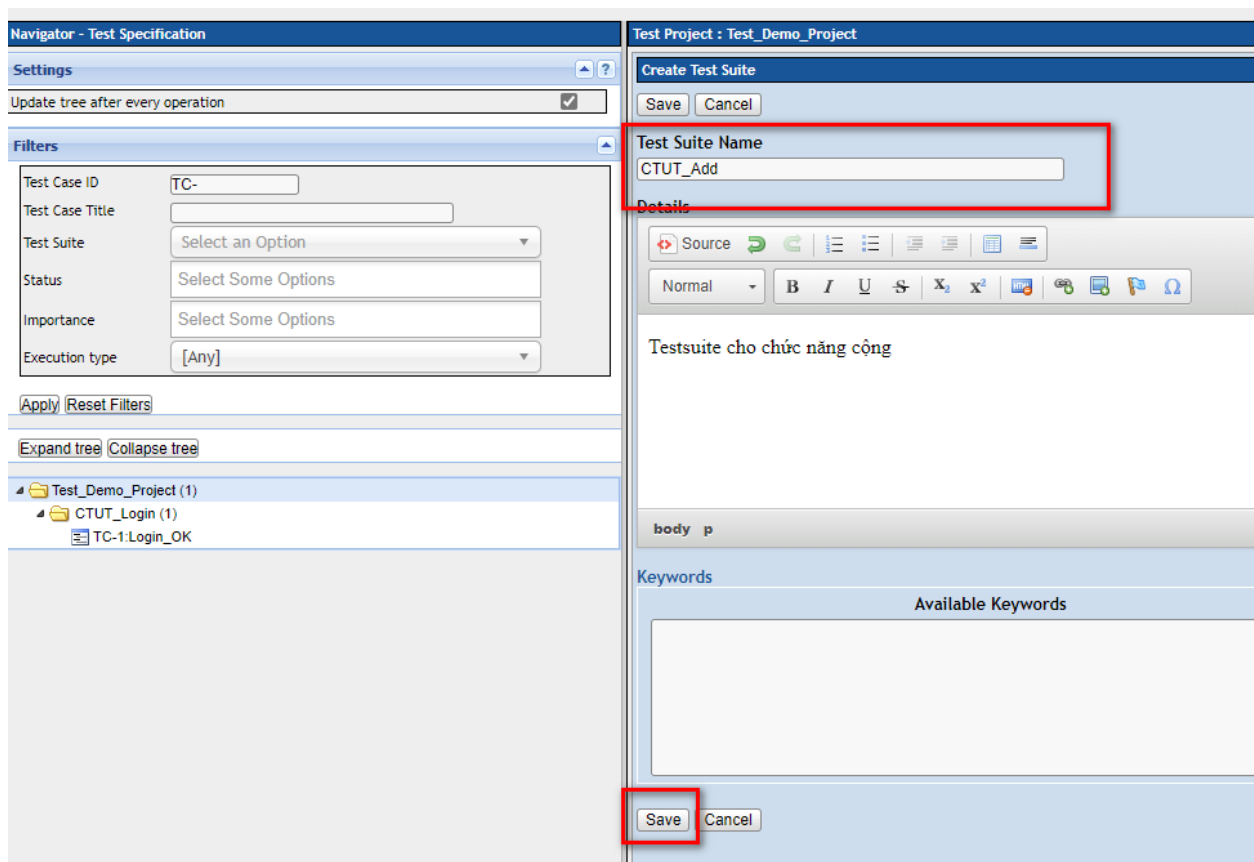 Navigator - Test Specification
Settings
?
Update tree after every operation
Filters
Test Case ID TC-
Test Case Title
Test Suite Select an Option
Status Select Some Options
Importance Select Some Options
Execution type [Any]
Apply Reset Filters
Expand tree Collapse tree
Test_Demo_Project (1)
CTUT_Login (1)
TC-1:Login_OK
Test Project : Test_Demo_Project
Create Test Suite
Save Cancel
Test Suite Name
CTUT_Add
Details
Source
Normal B I U S X2 x2 Ω
Testsuite cho chức năng cộng
body p
Keywords
Available Keywords
Save Cancel